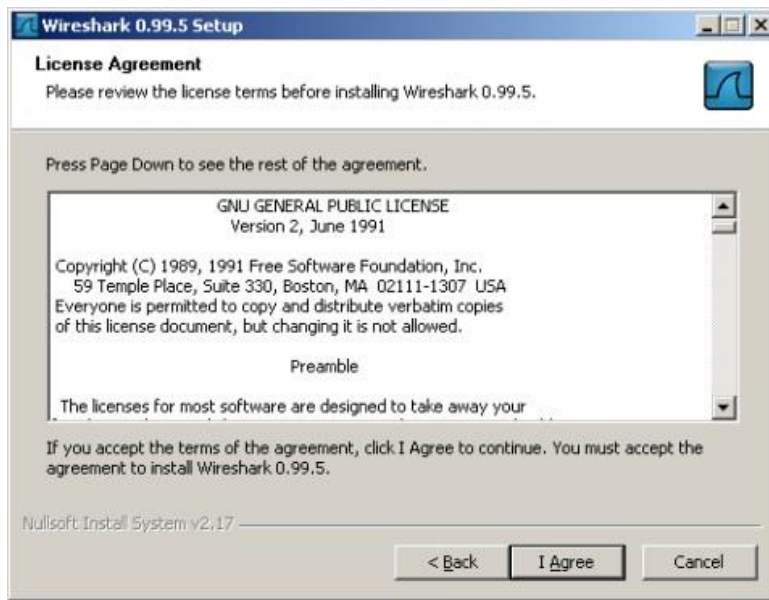 Wireshark 0.99.5 Setup
License Agreement
Please review the license terms before installing Wireshark 0.99.5.
Press Page Down to see the rest of the agreement.
GNU GENERAL PUBLIC LICENSE
Version 2, June 1991
Copyright (C) 1989, 1991 Free Software Foundation, Inc.
59 Temple Place, Suite 330, Boston, MA 02111-1307 USA
Everyone is permitted to copy and distribute verbatim copies
of this license document, but changing it is not allowed.
Preamble
The licenses for most software are designed to take away your
If you accept the terms of the agreement, click I Agree to continue. You must accept the
agreement to install Wireshark 0.99.5.
Nullsoft Install System v2.17
< Back I Agree Cancel